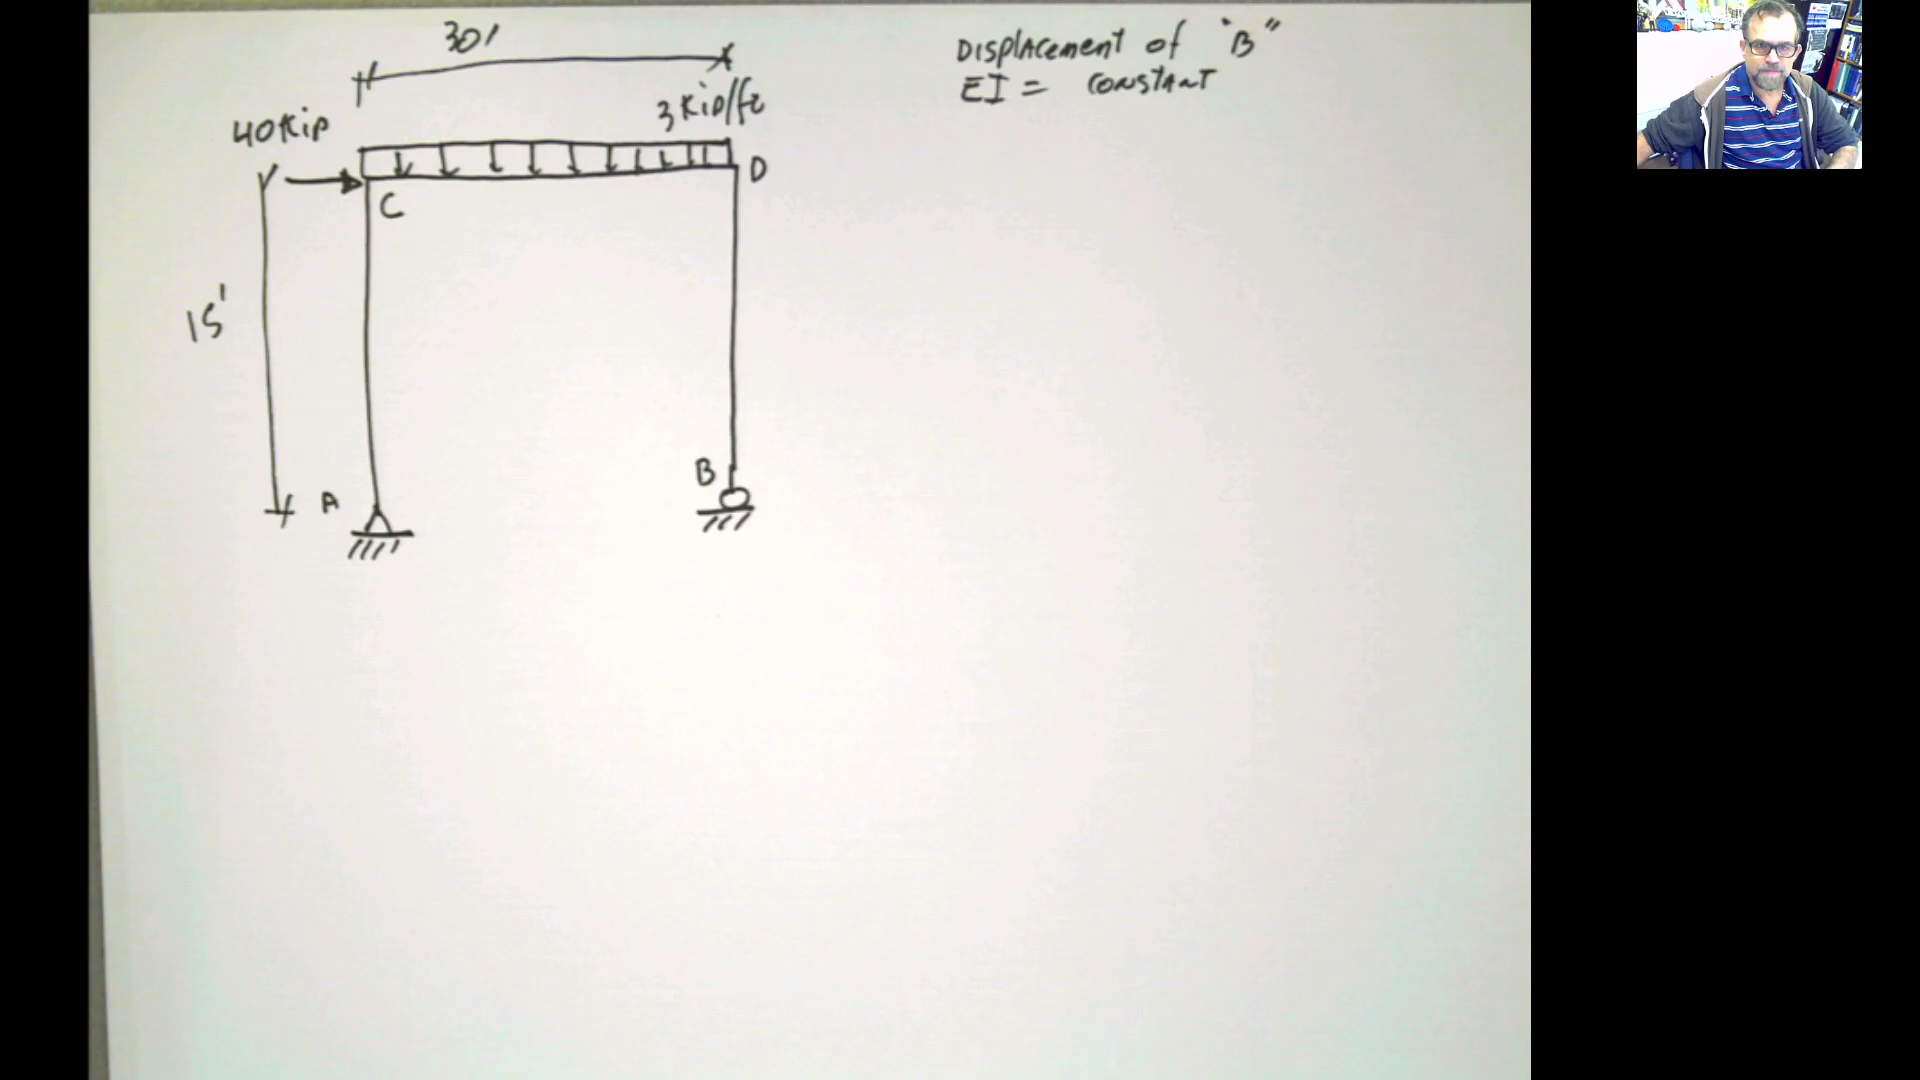 30'
Displacement of "B"
EI = constant
3 kip/ft
40 kip
D
C
15'
B
A